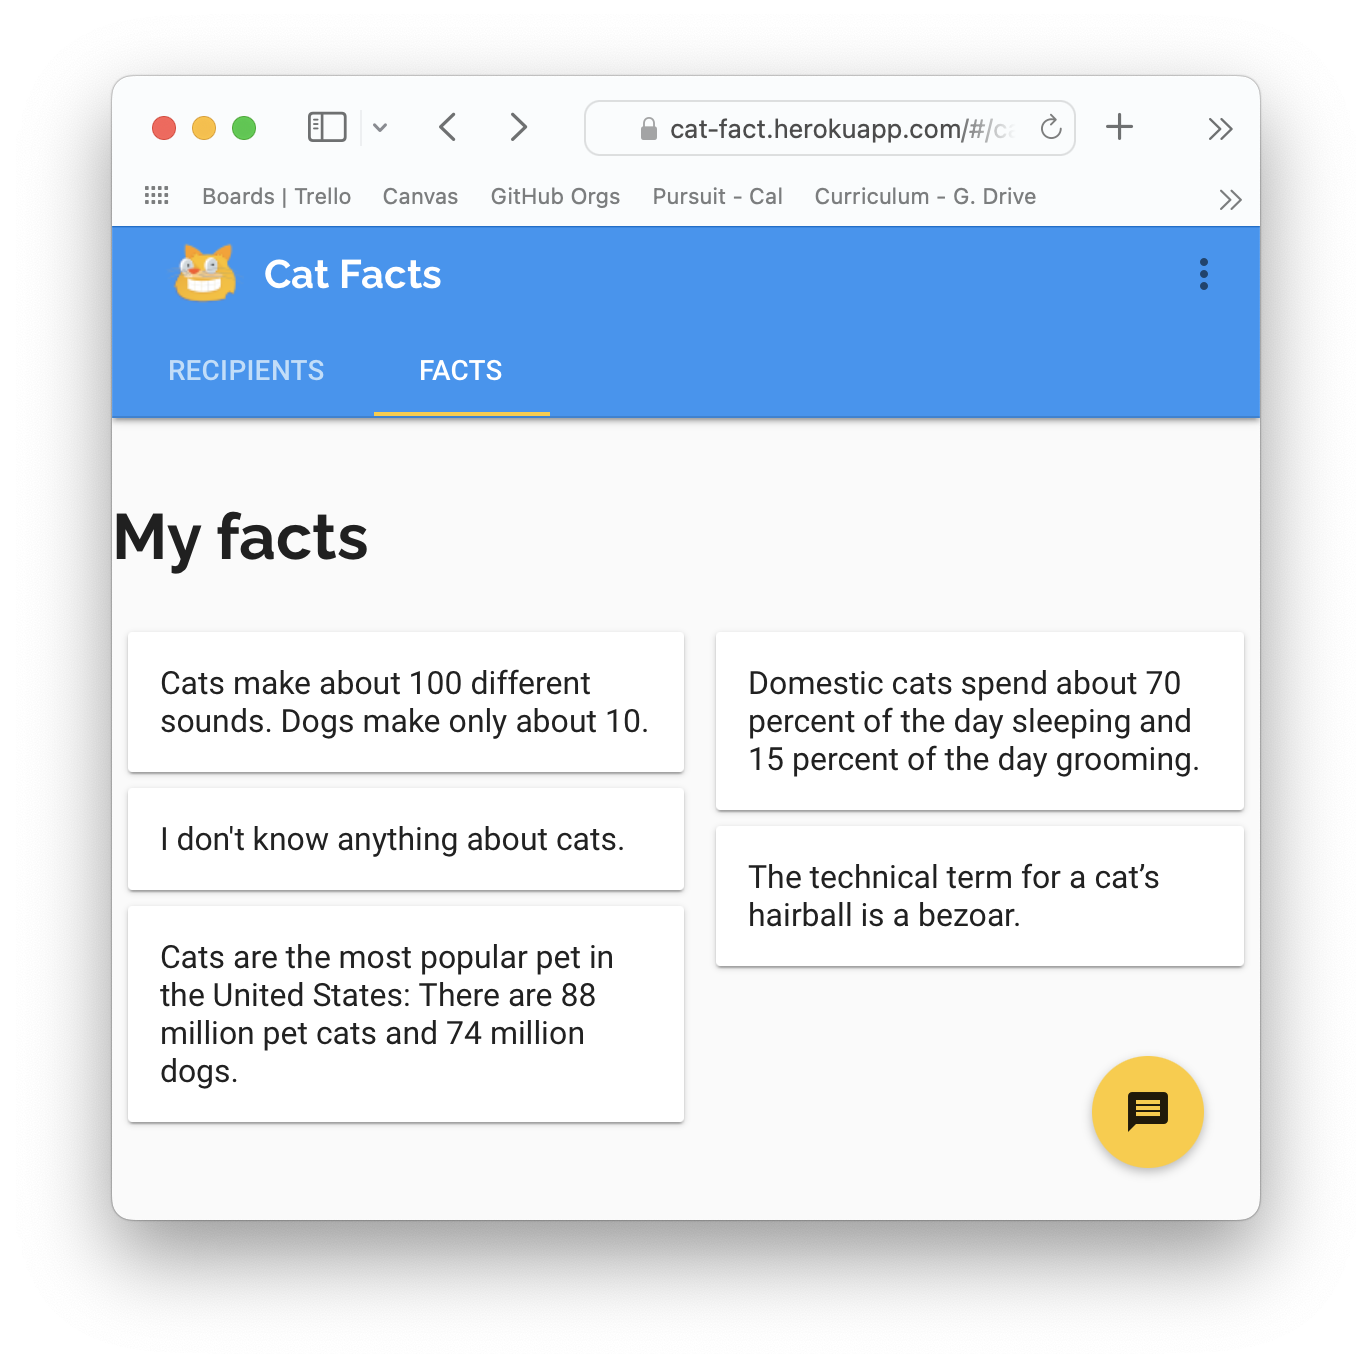 cat-fact.herokuapp.com/#/ca
Boards | Trello Canvas GitHub Orgs Pursuit - Cal Curriculum - G. Drive
Cat Facts
RECIPIENTS FACTS
My facts
Cats make about 100 different
sounds. Dogs make only about 10.
I don't know anything about cats.
Cats are the most popular pet in
the United States: There are 88
million pet cats and 74 million
dogs.
Domestic cats spend about 70
percent of the day sleeping and
15 percent of the day grooming.
The technical term for a cat’s
hairball is a bezoar.